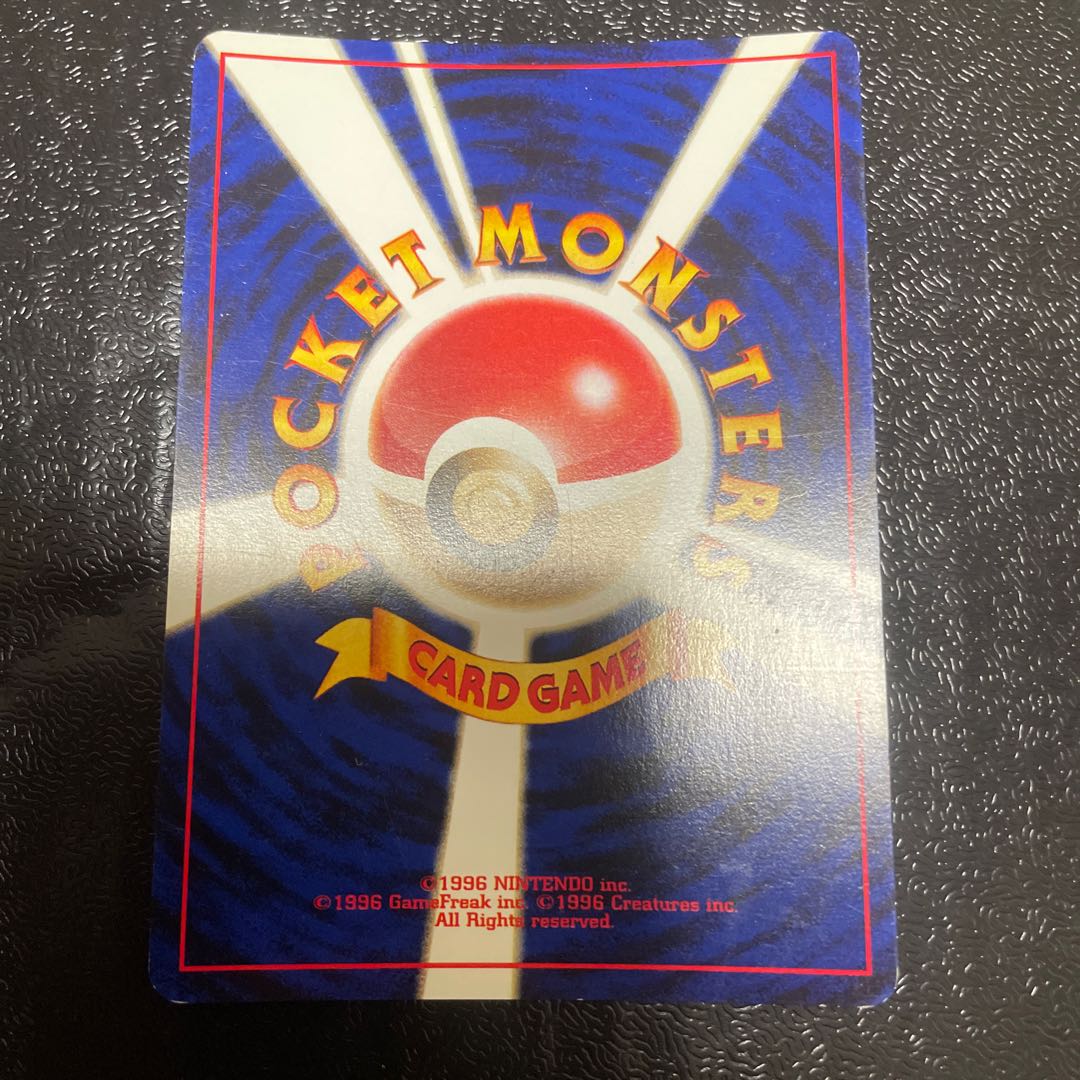 POCKET MONSTERS
CARD GAME
©1996 NINTENDO inc.
©1996 GameFreak inc. ©1996 Creatures inc.
All Rights reserved.